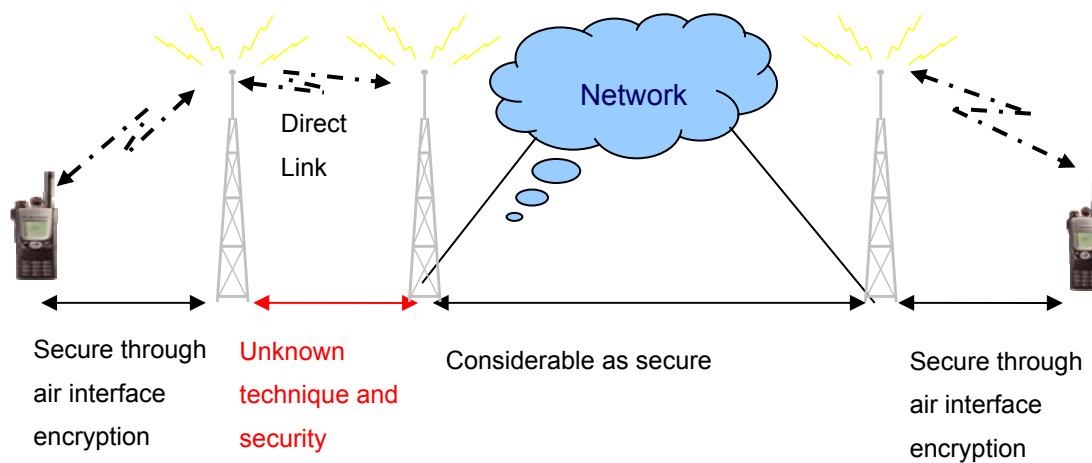 Network
Direct
Link
Secure through
air interface
encryption
Unknown
technique and
security
Considerable as secure
Secure through
air interface
encryption